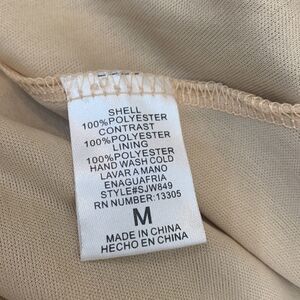 SHELL
100%POLYESTER
CONTRAST
100%POLYESTER
LINING
100%POLYESTER
HAND WASH COLD
LAVAR A MANO
ENAGUAFRIA
STYLE#SJW849
RN NUMBER:13305
M
MADE IN CHINA
HECHO EN CHINA